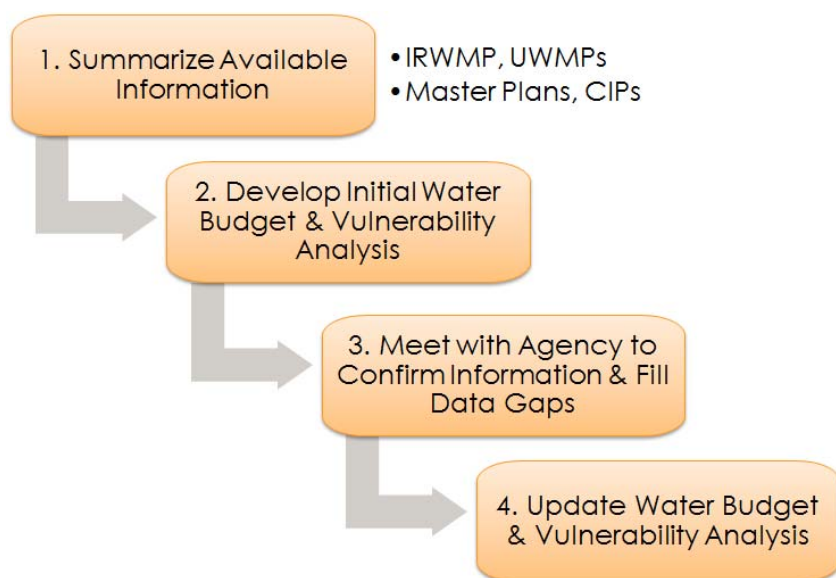 1. Summarize Available
Information
•IRWMP, UWMPs
•Master Plans, CIPs
2. Develop Initial Water
Budget & Vulnerability
Analysis
3. Meet with Agency to
Confirm Information & Fill
Data Gaps
4. Update Water Budget
& Vulnerability Analysis